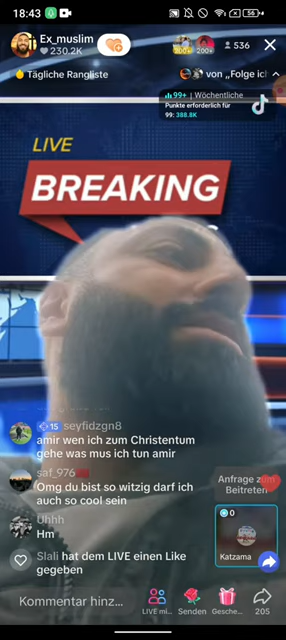 18:43
56
Ex_muslim
230.2K
200+
200+
536
Tägliche Rangliste
von „Folge ich
99+ | Wöchentliche
Punkte erforderlich für
99: 388.8K
LIVE
BREAKING
15 seyfidzgn8
amir wen ich zum Christentum
gehe was mus ich tun amir
saf_976
Omg du bist so witzig darf ich
auch so cool sein
Uhhh
Hm
Slali hat dem LIVE einen Like
gegeben
Anfrage zum
Beitreten
0
Katzama
Kommentar hinz...
LIVE mi...
Senden
Gesche...
205